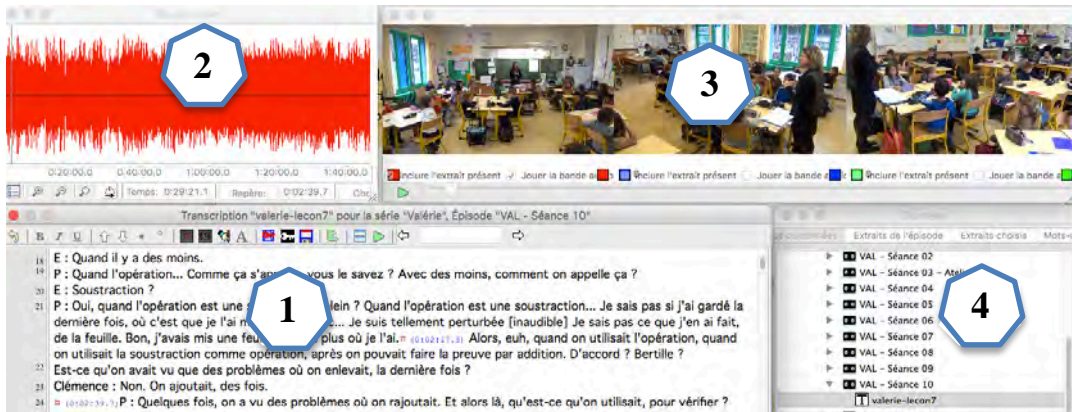 2
3
0:20:00.0 0:40:00.0 1:00:00.0 1:20:00.0 1:40:00.0
Temps: 0:29:21.1 Repère: 0:02:39.7
inclure l'extrait présent Jouer la bande inclure l'extrait présent Jouer la bande inclure l'extrait présent Jouer la bande
Transcription "valerie-lecon7" pour la série "Valérie", Épisode "VAL - Séance 10"
B I U A
18 E : Quand il y a des moins.
19 P : Quand l'opération... Comme ça vous le savez ? Avec des moins, comment on appelle ça ?
20 E : Soustraction ?
21 P : Oui, quand l'opération est une lein ? Quand l'opération est une soustraction... Je sais pas si j'ai gardé la
dernière fois, où c'est que je l'ai ... Je suis tellement perturbée [inaudible] Je sais pas ce que j'en ai fait,
de la feuille. Bon, j'avais mis une plus où je l'ai. (0:02:17.3) Alors, euh, quand on utilisait l'opération, quand
on utilisait la soustraction comme opération, après on pouvait faire la preuve par addition. D'accord ? Bertille ?
22 Est-ce qu'on avait vu que des problèmes où on enlevait, la dernière fois ?
23 Clémence : Non. On ajoutait, des fois.
24 (0:02:39.7) P : Quelques fois, on a vu des problèmes où on rajoutait. Et alors là, qu'est-ce qu'on utilisait, pour vérifier ?
1
Extraits de l'épisode Extraits choisis
VAL - Séance 02
VAL - Séance 03 - Ate
VAL - Séance 04
VAL - Séance 05
VAL - Séance 06
VAL - Séance 07
VAL - Séance 08
VAL - Séance 09
VAL - Séance 10
valerie-lecon7
4